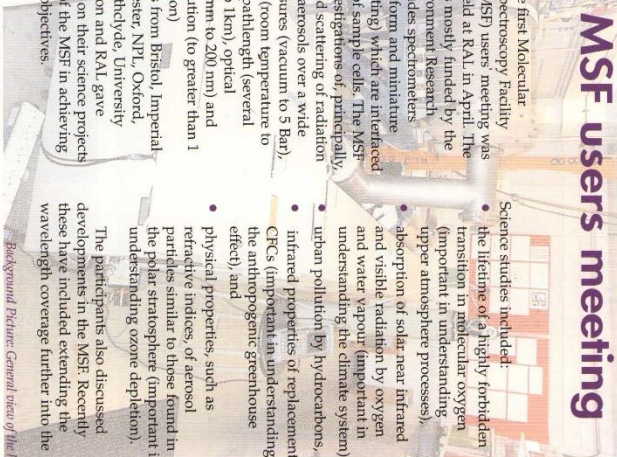 MSF users meeting
e first Molecular
pectroscopy Facility
MSF) users meeting was
eld at RAL in April. The
s mostly funded by the
ironment Research
udes spectrometers
form and miniature
ting) which are interfaced
of sample cells. The MSF
vestigations of, principally,
d scattering of radiation
aerosols over a wide
sures (vacuum to 5 Bar),
(room temperature to
pathlength (several
o 1km), optical
mm to 200 nm) and
ution (to greater than 1
on)
s from Bristol, Imperial
ester, NPL, Oxford,
thclyde, University
on and RAL gave
on their science projects
of the MSF in achieving
objectives.
Science studies included:
• the lifetime of a highly forbidden
transition in molecular oxygen
(important in understanding
upper atmosphere processes),
• absorption of solar near infrared
and visible radiation by oxygen
and water vapour (important in
understanding the climate system)
• urban pollution by hydrocarbons,
• infrared properties of replacement
CFCs (important in understanding
the anthropogenic greenhouse
effect), and
• physical properties, such as
refractive indices, of aerosol
particles similar to those found in
the polar stratosphere (important i
understanding ozone depletion).
The participants also discussed
developments in the MSF. Recently
these have included extending the
wavelength coverage further into the
Background Picture: General view of the